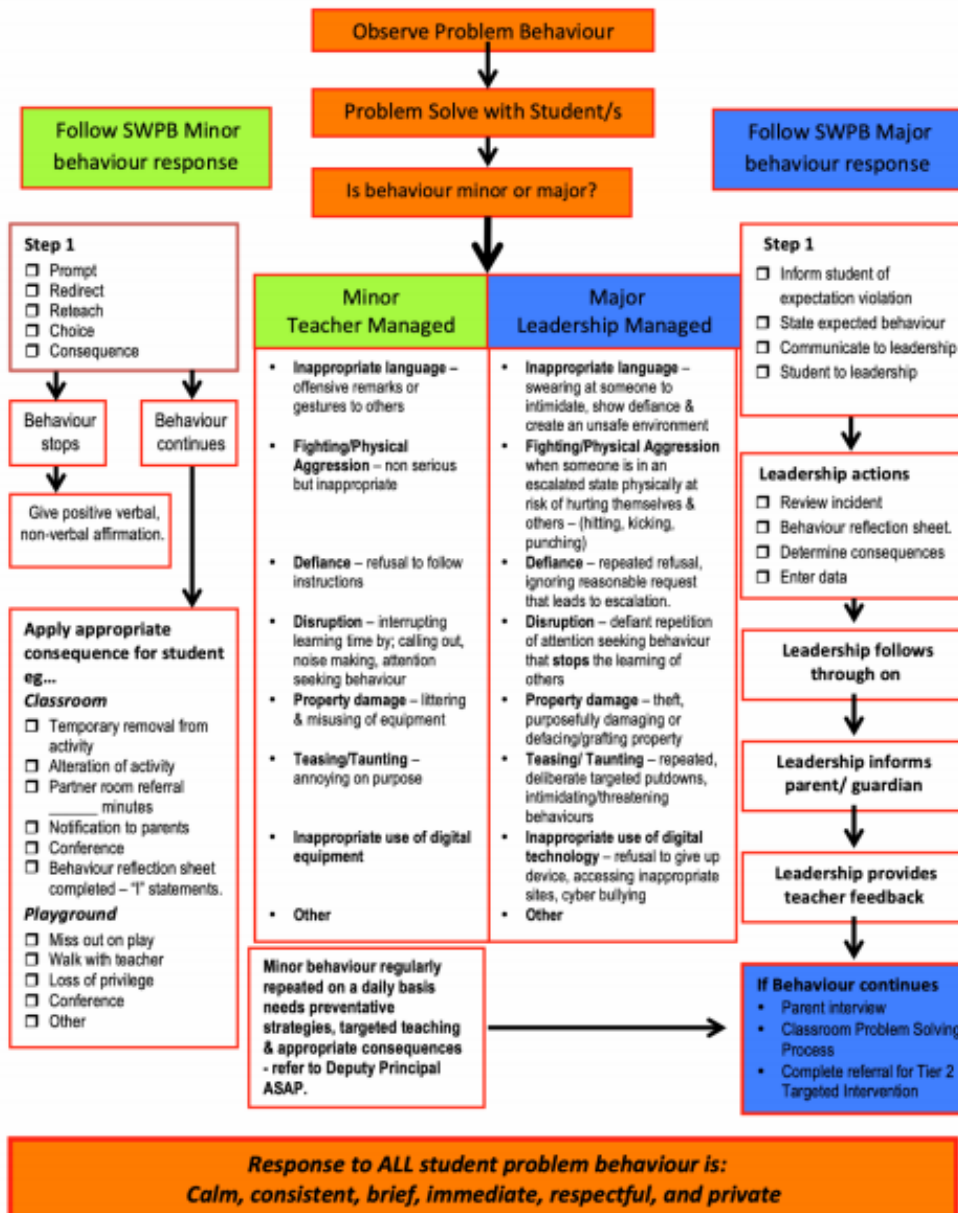 Observe Problem Behaviour
Problem Solve with Student/s
Is behaviour minor or major?
Follow SWPB Minor
behaviour response
Step 1
❒ Prompt
❒ Redirect
❒ Reteach
❒ Choice
❒ Consequence
Behaviour
stops
Behaviour
continues
Give positive verbal,
non-verbal affirmation.
Apply appropriate
consequence for student
eg…
Classroom
❒ Temporary removal from
activity
❒ Alteration of activity
❒ Partner room referral
______ minutes
❒ Notification to parents
❒ Conference
❒ Behaviour reflection sheet
completed – "I" statements.
Playground
❒ Miss out on play
❒ Walk with teacher
❒ Loss of privilege
❒ Conference
❒ Other
Minor
Teacher Managed
• Inappropriate language –
offensive remarks or
gestures to others
• Fighting/Physical
Aggression – non serious
but inappropriate
• Defiance – refusal to follow
instructions
• Disruption – interrupting
learning time by; calling out,
noise making, attention
seeking behaviour
• Property damage – littering
& misusing of equipment
• Teasing/Taunting –
annoying on purpose
• Inappropriate use of digital
equipment
• Other
Major
Leadership Managed
• Inappropriate language –
swearing at someone to
intimidate, show defiance &
create an unsafe environment
• Fighting/Physical Aggression
when someone is in an
escalated state physically at
risk of hurting themselves &
others – (hitting, kicking,
punching)
• Defiance – repeated refusal,
ignoring reasonable request
that leads to escalation.
• Disruption – defiant repetition
of attention seeking behaviour
that stops the learning of
others
• Property damage – theft,
purposefully damaging or
defacing/grafting property
• Teasing/ Taunting – repeated,
deliberate targeted putdowns,
intimidating/threatening
behaviours
• Inappropriate use of digital
technology – refusal to give up
device, accessing inappropriate
sites, cyber bullying
• Other
Minor behaviour regularly
repeated on a daily basis
needs preventative
strategies, targeted teaching
& appropriate consequences
- refer to Deputy Principal
ASAP.
Follow SWPB Major
behaviour response
Step 1
❒ Inform student of
expectation violation
❒ State expected behaviour
❒ Communicate to leadership
❒ Student to leadership
Leadership actions
❒ Review incident
❒ Behaviour reflection sheet.
❒ Determine consequences
❒ Enter data
Leadership follows
through on
Leadership informs
parent/ guardian
Leadership provides
teacher feedback
If Behaviour continues
• Parent interview
• Classroom Problem Solving
Process
• Complete referral for Tier 2
Targeted Intervention
Response to ALL student problem behaviour is:
Calm, consistent, brief, immediate, respectful, and private